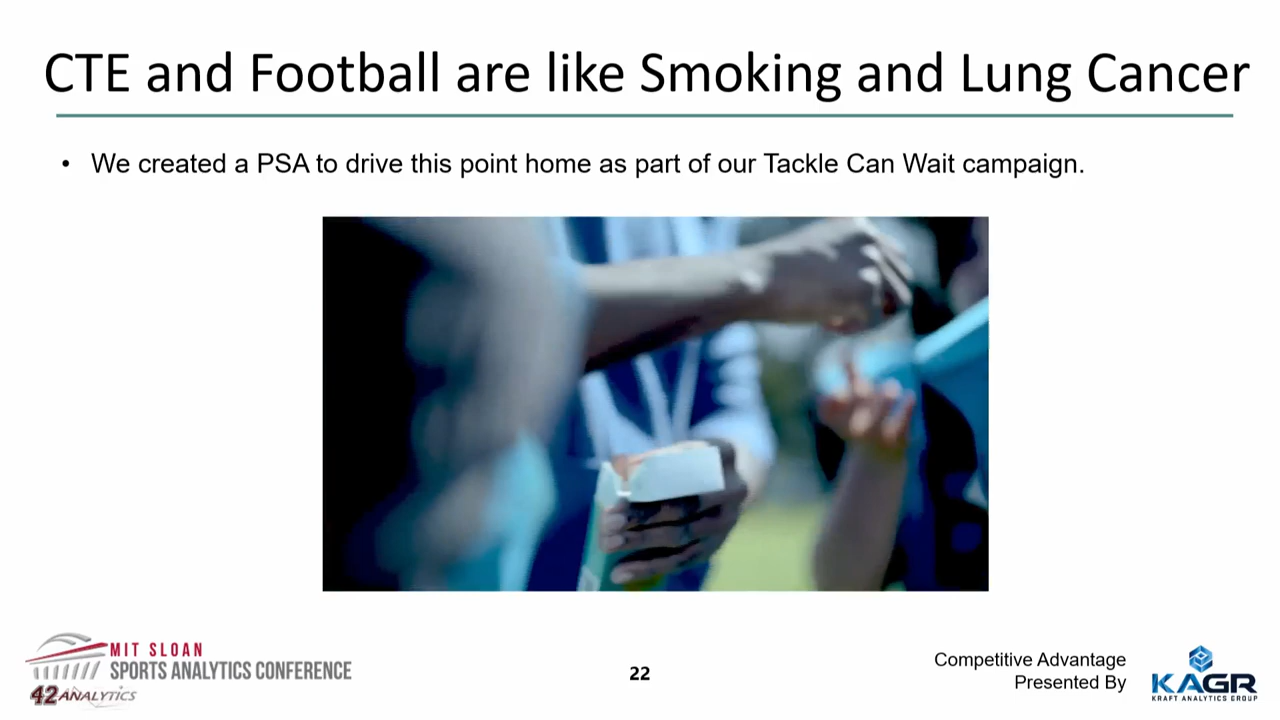 CTE and Football are like Smoking and Lung Cancer
• We created a PSA to drive this point home as part of our Tackle Can Wait campaign.
MIT SLOAN
SPORTS ANALYTICS CONFERENCE
42 ANALYTICS
22
Competitive Advantage
Presented By
KAGR
KRAFT ANALYTICS GROUP